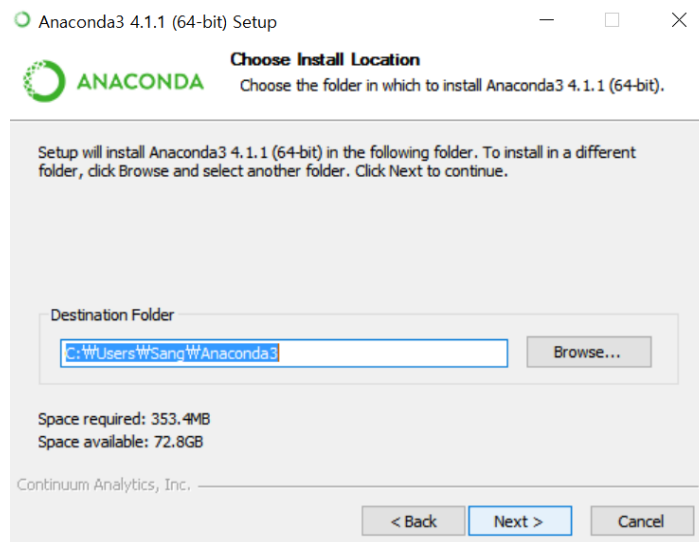 Anaconda3 4.1.1 (64-bit) Setup
ANACONDA
Choose Install Location
Choose the folder in which to install Anaconda3 4.1.1 (64-bit).
Setup will install Anaconda3 4.1.1 (64-bit) in the following folder. To install in a different
folder, click Browse and select another folder. Click Next to continue.
Destination Folder
C:₩Users₩Sang₩Anaconda3
Browse...
Space required: 353.4MB
Space available: 72.8GB
Continuum Analytics, Inc.
< Back
Next >
Cancel